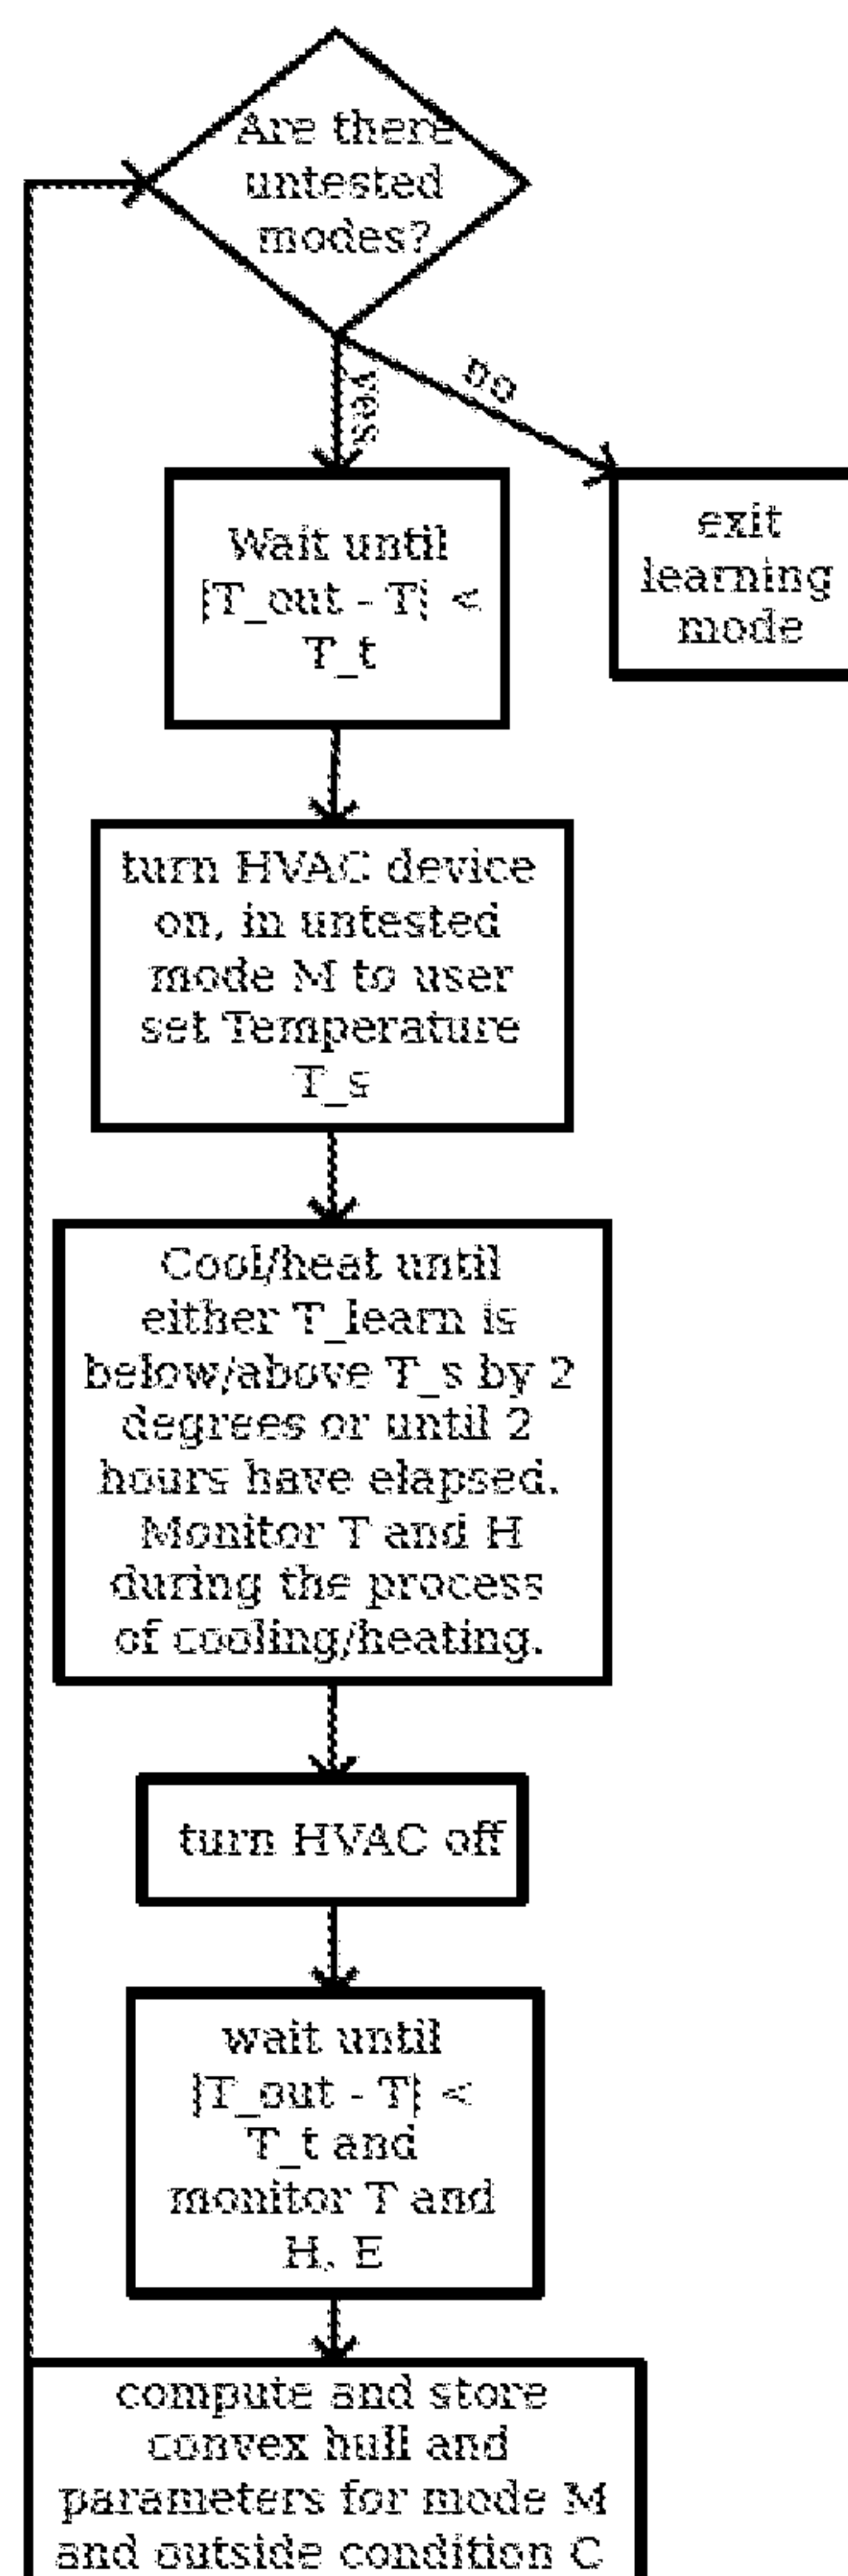 Are there
untested
modes?
yes
no
Wait until
|T_out - T| <
T_t
exit
learning
mode
turn HVAC device
on, in untested
mode M to user
set Temperature
T_s
Cool/heat until
either T_learn is
below/above T_s by 2
degrees or until 2
hours have elapsed.
Monitor T and H
during the process
of cooling/heating.
turn HVAC off
wait until
|T_out - T| <
T_t and
monitor T and
H, E
compute and store
convex hull and
parameters for mode M
and outside condition C